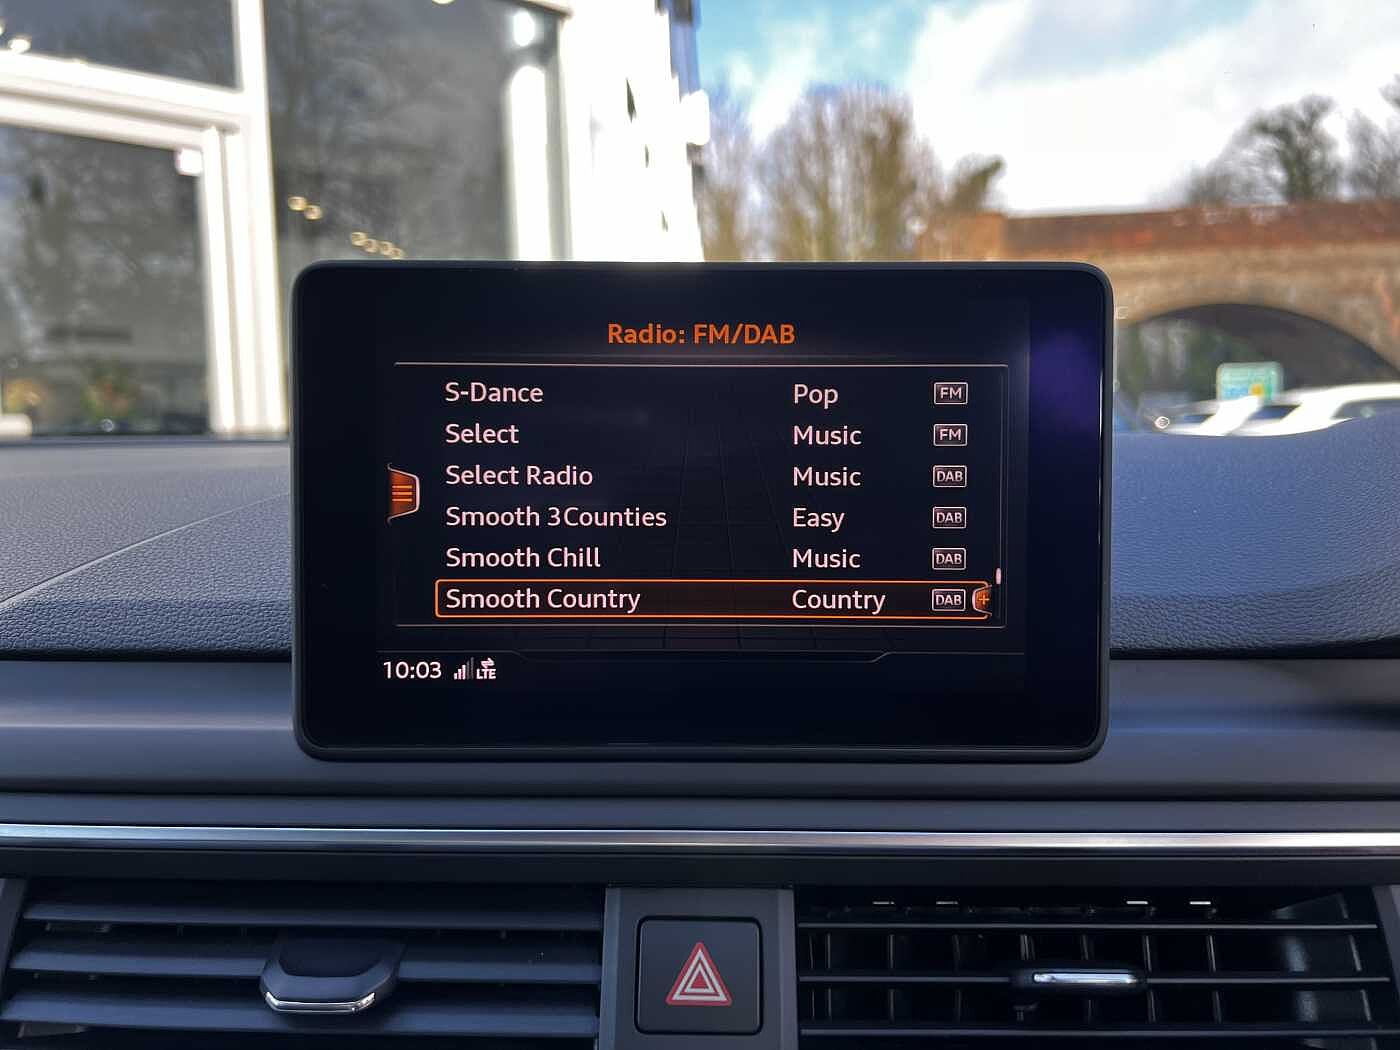 Radio: FM/DAB
S-Dance Pop FM
Select Music FM
Select Radio Music DAB
Smooth 3Counties Easy DAB
Smooth Chill Music DAB
Smooth Country Country DAB
10:03 LTE